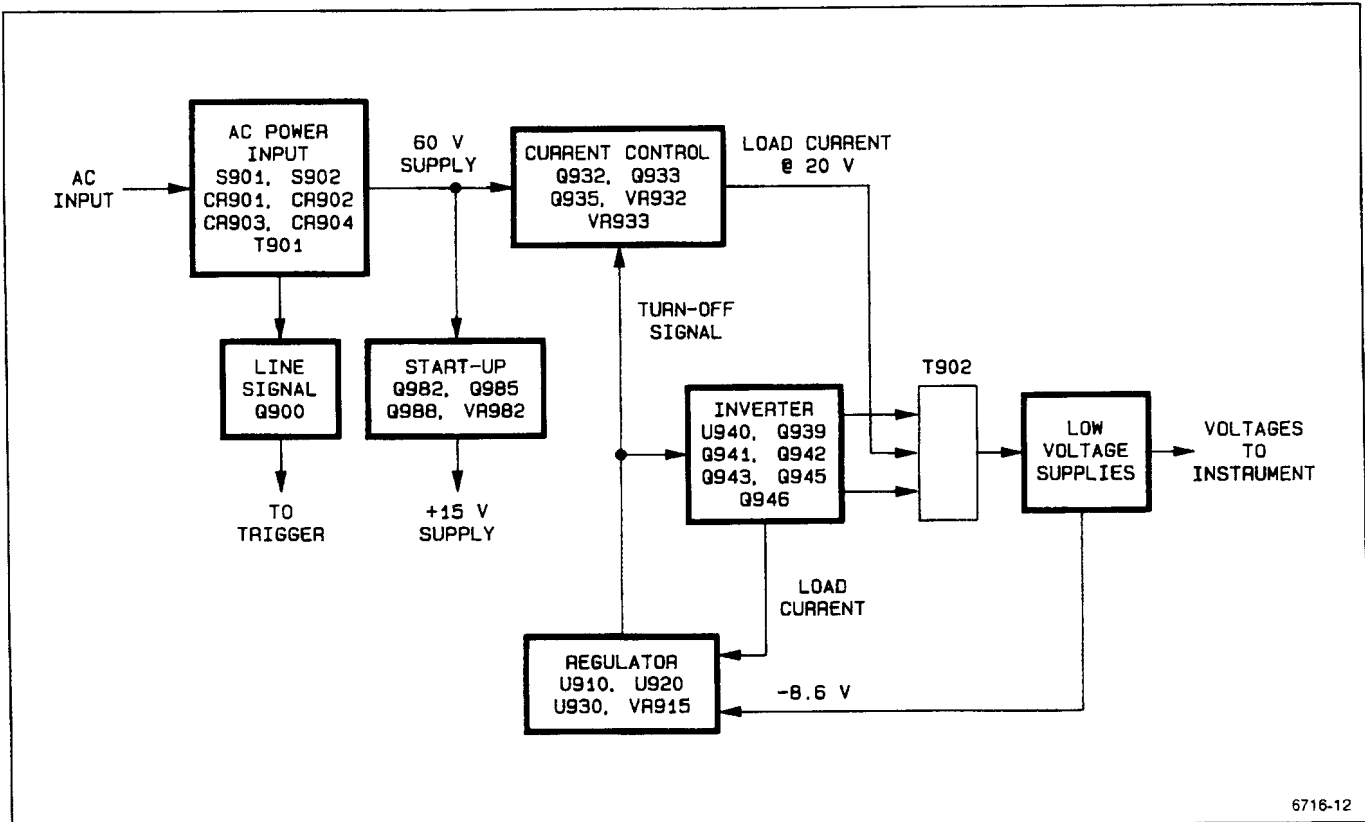 AC
INPUT
AC POWER
INPUT
S901, S902
CR901, CR902
CR903, CR904
T901
60 V
SUPPLY
CURRENT CONTROL
Q932, Q933
Q935, VR932
VR933
LOAD CURRENT
@ 20 V
LINE
SIGNAL
Q900
TO
TRIGGER
START-UP
Q982, Q985
Q988, VR982
+15 V
SUPPLY
TURN-OFF
SIGNAL
INVERTER
U940, Q939
Q941, Q942
Q943, Q945
Q946
T902
LOW
VOLTAGE
SUPPLIES
VOLTAGES
TO
INSTRUMENT
LOAD
CURRENT
REGULATOR
U910, U920
U930, VR915
-8.6 V
6716-12